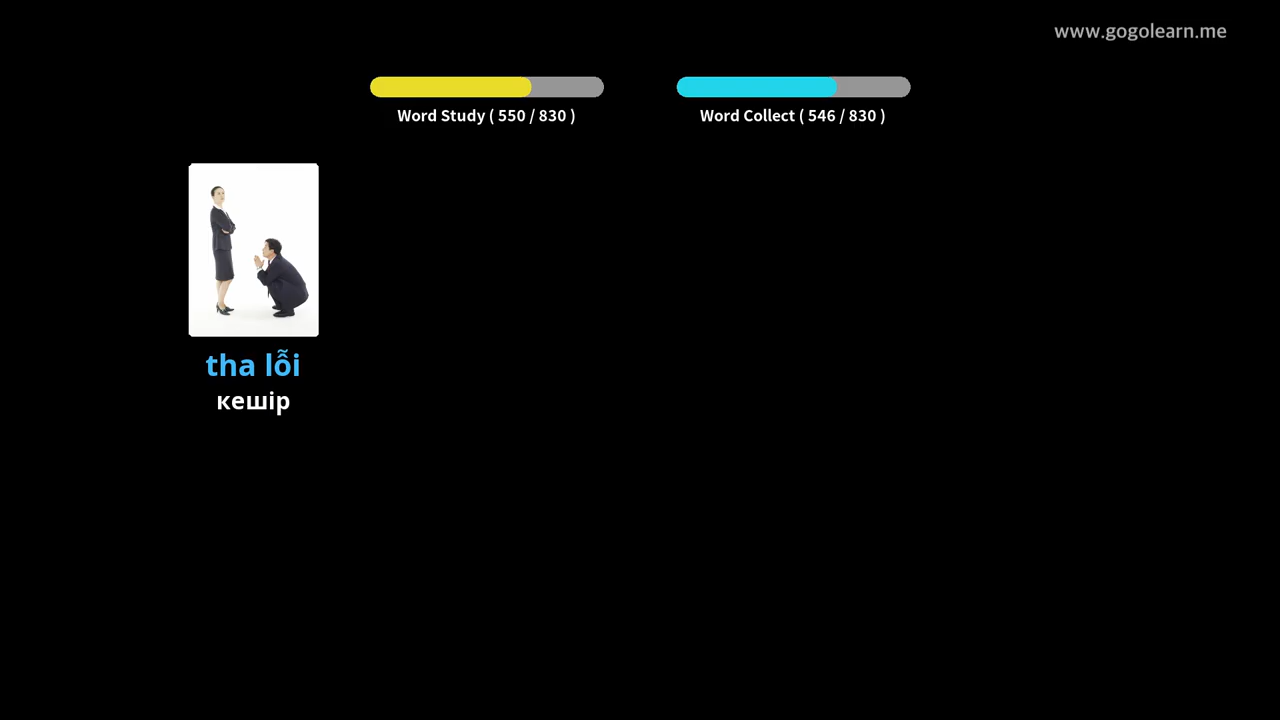 www.gogolearn.me
Word Study ( 550 / 830 )
Word Collect ( 546 / 830 )
tha lỗi
кешір